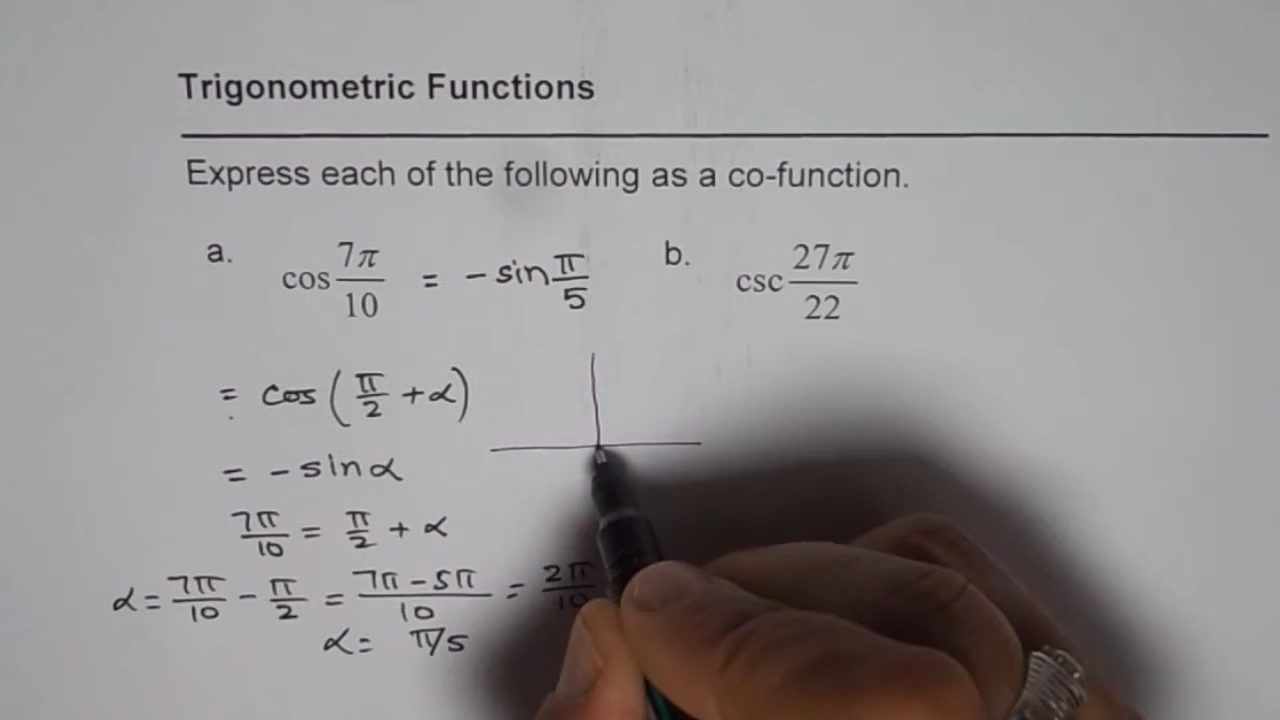 Trigonometric Functions
Express each of the following as a co-function.
a. cos 7π/10 = - sin π/5
b. csc 27π/22
= cos (π/2 + α)
= - sin α
7π/10 = π/2 + α
α = 7π/10 - π/2 = 7π - 5π/10 = 2π/10
α = π/5